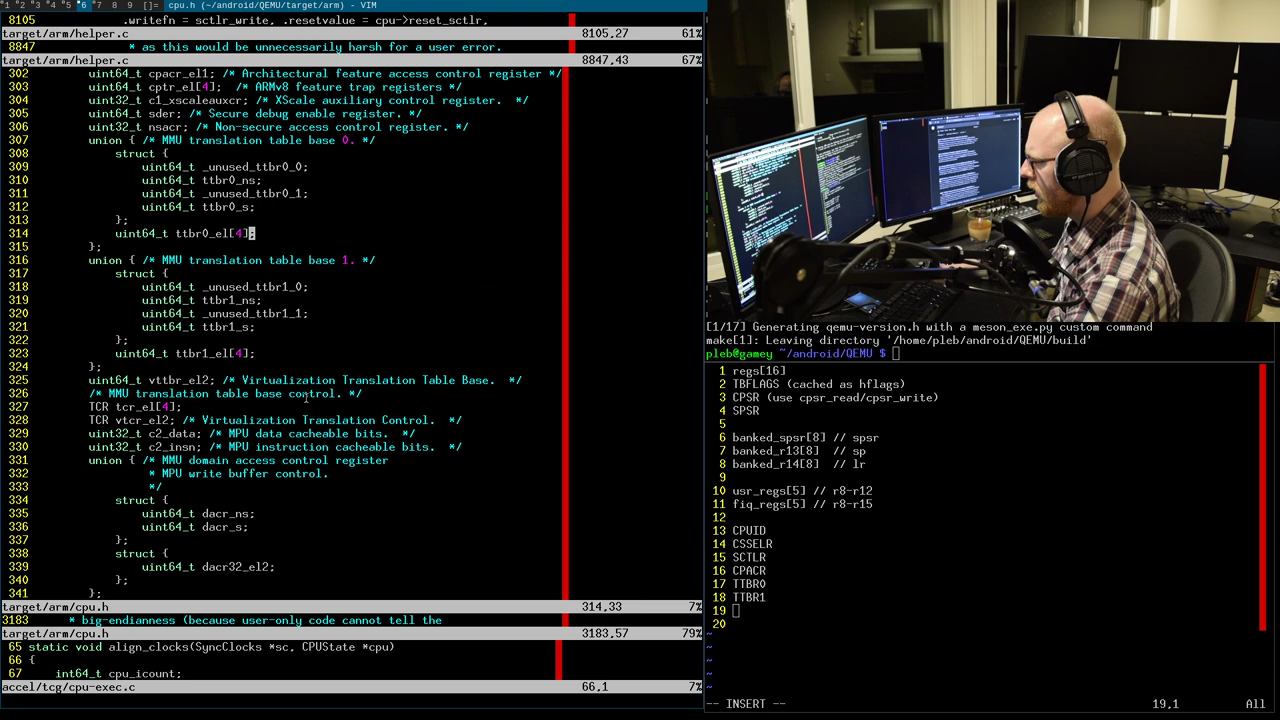 1 2 3 4 5 6 7 8 9 []= cpu.h (~/android/QEMU/target/arm) - VIM
8105 .writefn = sctlr_write, .resetvalue = cpu->reset_sctlr,
target/arm/helper.c 8105,27 61%
8847 * as this would be unnecessarily harsh for a user error.
target/arm/helper.c 8847,43 67%
302 uint64_t cpacr_el1; /* Architectural feature access control register */
303 uint64_t cptr_el[4]; /* ARMv8 feature trap registers */
304 uint32_t c1_xscaleauxcr; /* XScale auxiliary control register. */
305 uint64_t sder; /* Secure debug enable register. */
306 uint32_t nsacr; /* Non-secure access control register. */
307 union { /* MMU translation table base 0. */
308 struct {
309 uint64_t _unused_ttbr0_0;
310 uint64_t ttbr0_ns;
311 uint64_t _unused_ttbr0_1;
312 uint64_t ttbr0_s;
313 };
314 uint64_t ttbr0_el[4];
315 };
316 union { /* MMU translation table base 1. */
317 struct {
318 uint64_t _unused_ttbr1_0;
319 uint64_t ttbr1_ns;
320 uint64_t _unused_ttbr1_1;
321 uint64_t ttbr1_s;
322 };
323 uint64_t ttbr1_el[4];
324 };
325 uint64_t vttbr_el2; /* Virtualization Translation Table Base. */
326 /* MMU translation table base control. */
327 TCR tcr_el[4];
328 TCR vtcr_el2; /* Virtualization Translation Control. */
329 uint32_t c2_data; /* MPU data cacheable bits. */
330 uint32_t c2_insn; /* MPU instruction cacheable bits. */
331 union { /* MMU domain access control register
332 * MPU write buffer control.
333 */
334 struct {
335 uint64_t dacr_ns;
336 uint64_t dacr_s;
337 };
338 struct {
339 uint64_t dacr32_el2;
340 };
341 };
target/arm/cpu.h 314,33 7%
3183 * big-endianness (because user-only code cannot tell the
target/arm/cpu.h 3183,57 79%
65 static void align_clocks(SyncClocks *sc, CPUState *cpu)
66 {
67 int64_t cpu_icount;
accel/tcg/cpu-exec.c 66,1 7%
[1/17] Generating qemu-version.h with a meson_exe.py custom command
make[1]: Leaving directory '/home/pleb/android/QEMU/build'
pleb@gamey ~/android/QEMU $
1 regs[16]
2 TBFLAGS (cached as hflags)
3 CPSR (use cpsr_read/cpsr_write)
4 SPSR
5
6 banked_spsr[8] // spsr
7 banked_r13[8] // sp
8 banked_r14[8] // lr
9
10 usr_regs[5] // r8-r12
11 fiq_regs[5] // r8-r15
12
13 CPUID
14 CSSELR
15 SCTLR
16 CPACR
17 TTBR0
18 TTBR1
19
20
~
~
~
~
~
-- INSERT -- 19,1 All